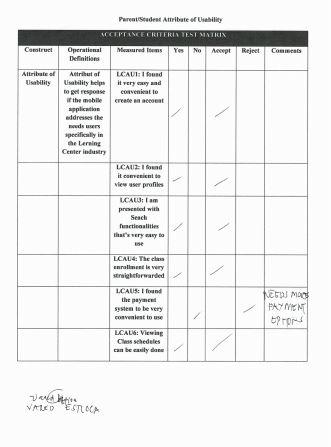 Parent/Student Attribute of Usability
ACCEPTANCE CRITERIA TEST MATRIX
Construct Operational Definitions Measured Items Yes No Accept Reject Comments
Attribute of
Usability
Attribut of
Usability helps
to get response
if the mobile
application
addresses the
needs users
specifically in
the Lerning
Center industry
LCAU1: I found
it very easy and
convenient to
create an account
LCAU2: I found
it convenient to
view user profiles
LCAU3: I am
presented with
Seach
functionalities
that's very easy to
use
LCAU4: The class
enrollment is very
straightforward
LCAU5: I found
the payment
system to be very
convenient to use
NEEDS MORE
PAYMENT
OPTIONS
LCAU6: Viewing
Class schedules
can be easily done
JARED ESTROCA